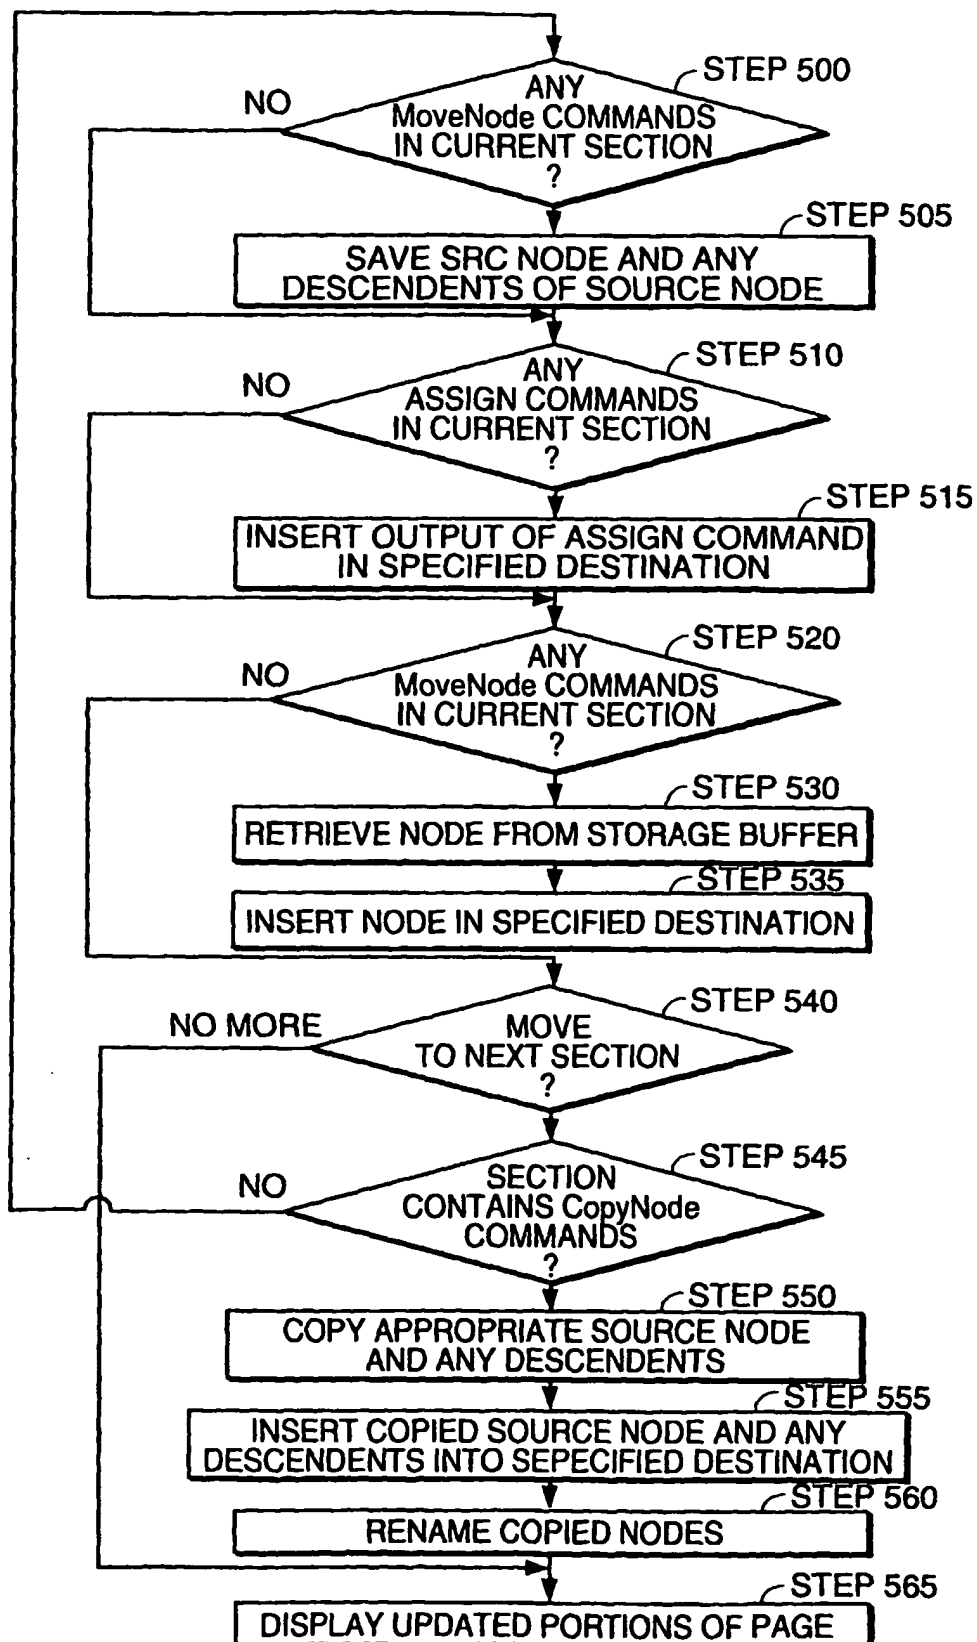 STEP 500
ANY
MoveNode COMMANDS
IN CURRENT SECTION
?
NO
STEP 505
SAVE SRC NODE AND ANY
DESCENDENTS OF SOURCE NODE
STEP 510
ANY
ASSIGN COMMANDS
IN CURRENT SECTION
?
NO
STEP 515
INSERT OUTPUT OF ASSIGN COMMAND
IN SPECIFIED DESTINATION
STEP 520
ANY
MoveNode COMMANDS
IN CURRENT SECTION
?
NO
STEP 530
RETRIEVE NODE FROM STORAGE BUFFER
STEP 535
INSERT NODE IN SPECIFIED DESTINATION
STEP 540
MOVE
TO NEXT SECTION
?
NO MORE
STEP 545
SECTION
CONTAINS CopyNode
COMMANDS
?
NO
STEP 550
COPY APPROPRIATE SOURCE NODE
AND ANY DESCENDENTS
STEP 555
INSERT COPIED SOURCE NODE AND ANY
DESCENDENTS INTO SEPECIFIED DESTINATION
STEP 560
RENAME COPIED NODES
STEP 565
DISPLAY UPDATED PORTIONS OF PAGE